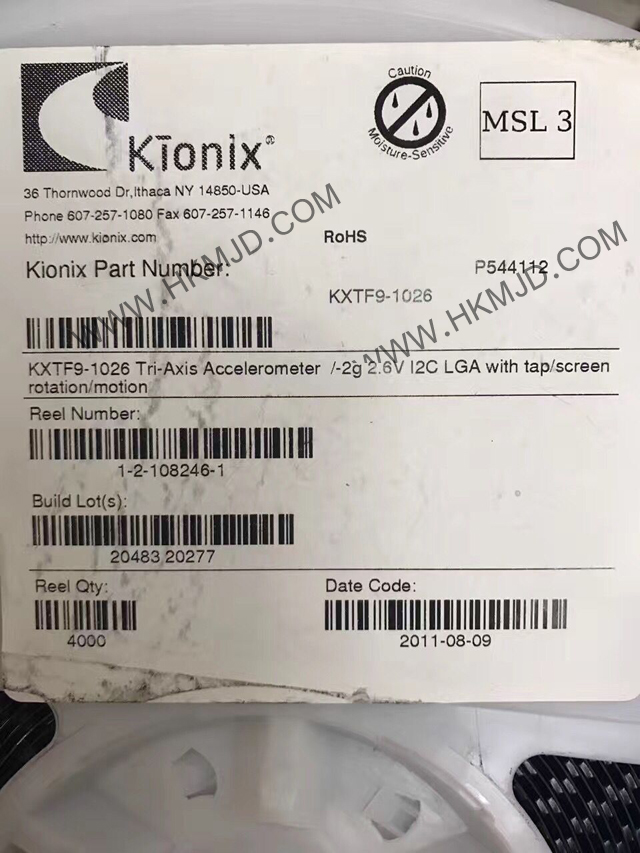 Kionix®
Caution
Moisture-Sensitive
MSL 3
36 Thornwood Dr,Ithaca NY 14850-USA
Phone 607-257-1080 Fax 607-257-1146
http://www.kionix.com
RoHS
Kionix Part Number:
P544112
KXTF9-1026
KXTF9-1026 Tri-Axis Accelerometer /-2g 2.6V I2C LGA with tap/screen
rotation/motion
Reel Number:
1-2-108246-1
Build Lot(s):
20483 20277
Reel Qty:
4000
Date Code:
2011-08-09
WWW.HKMJD.COM
WWW.HKMJD.COM